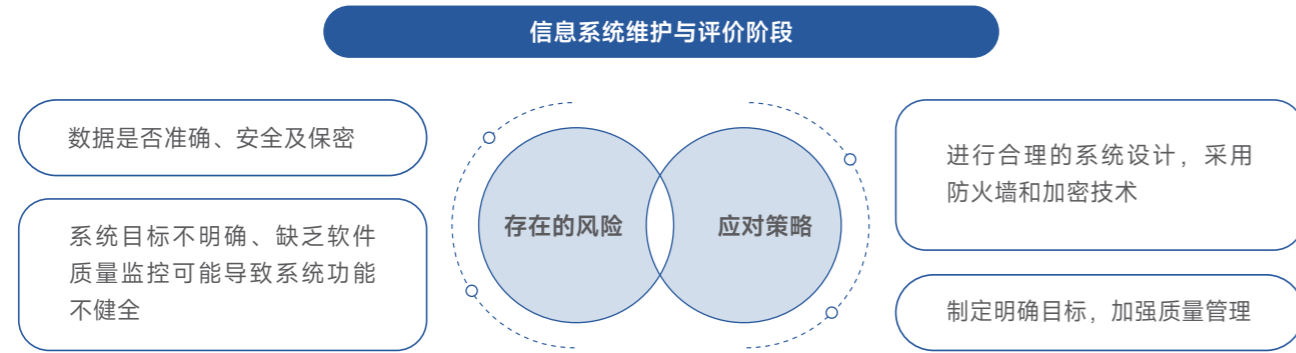 信息系统维护与评价阶段
数据是否准确、安全及保密
系统目标不明确、缺乏软件
质量监控可能导致系统功能
不健全
存在的风险
应对策略
进行合理的系统设计，采用
防火墙和加密技术
制定明确目标，加强质量管理